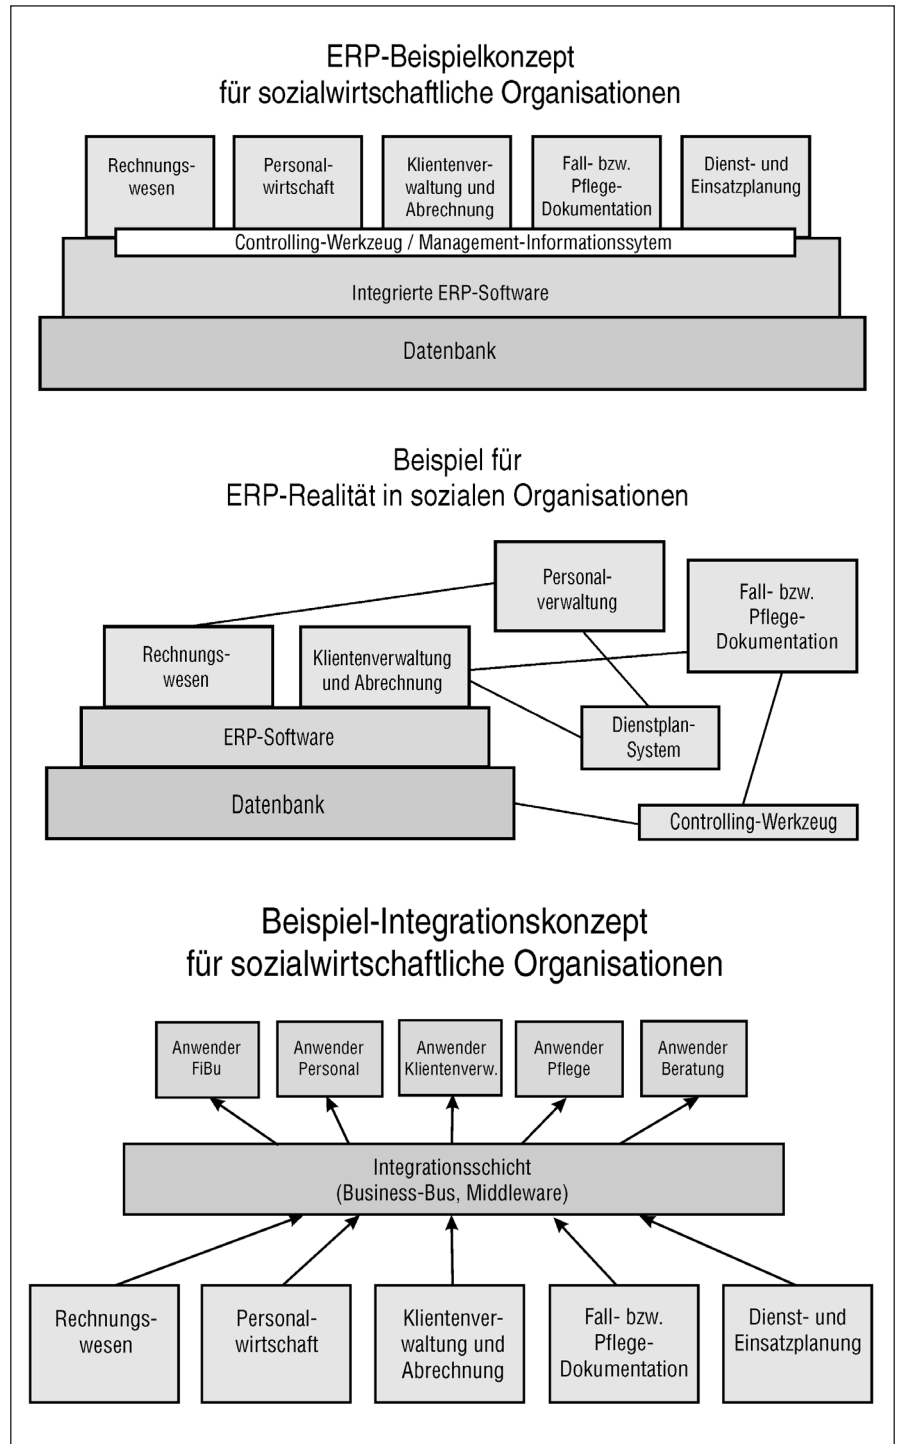 ERP-Beispielkonzept
für sozialwirtschaftliche Organisationen
Rechnungs-
wesen
Personal-
wirtschaft
Klientenver-
waltung und
Abrechnung
Fall- bzw.
Pflege-
Dokumentation
Dienst- und
Einsatzplanung
Controlling-Werkzeug / Management-Informationssytem
Integrierte ERP-Software
Datenbank
Beispiel für
ERP-Realität in sozialen Organisationen
Personal-
verwaltung
Fall- bzw.
Pflege-
Dokumentation
Rechnungs-
wesen
Klientenverwaltung
und Abrechnung
Dienstplan-
System
ERP-Software
Datenbank
Controlling-Werkzeug
Beispiel-Integrationskonzept
für sozialwirtschaftliche Organisationen
Anwender
FiBu
Anwender
Personal
Anwender
Klientenverw.
Anwender
Pflege
Anwender
Beratung
Integrationsschicht
(Business-Bus, Middleware)
Rechnungs-
wesen
Personal-
wirtschaft
Klientenver-
waltung und
Abrechnung
Fall- bzw.
Pflege-
Dokumentation
Dienst- und
Einsatzplanung